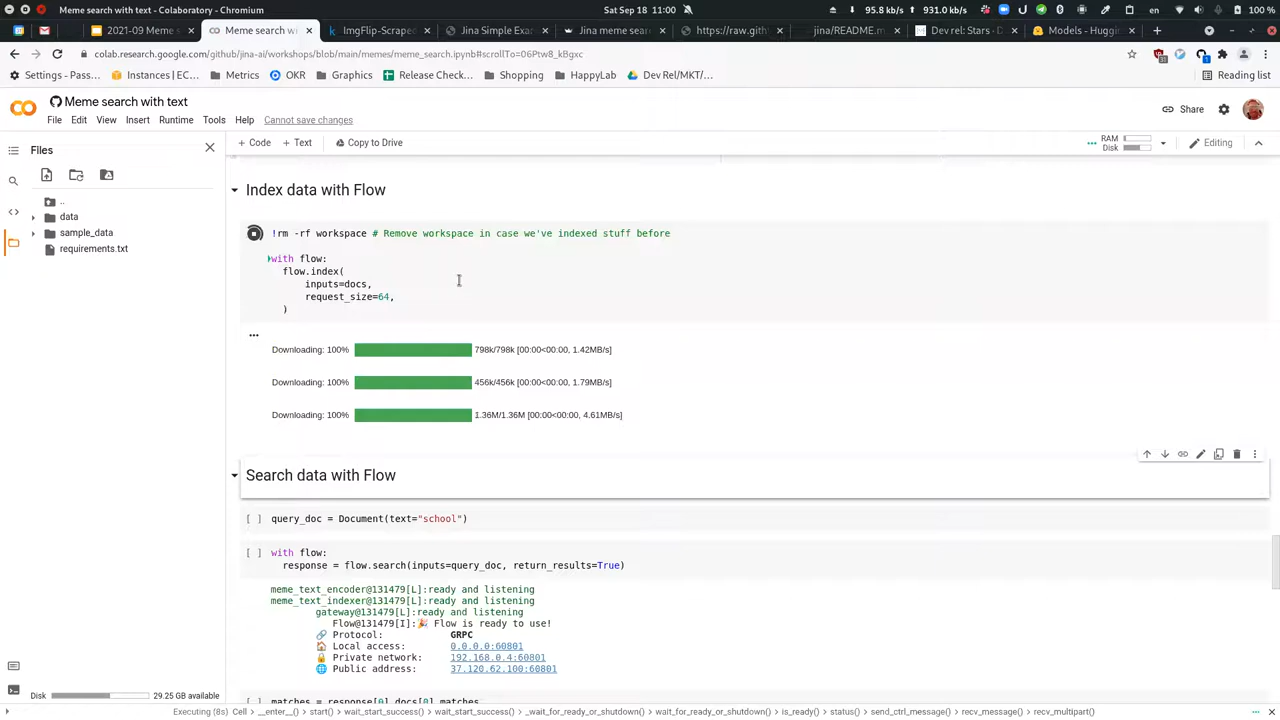 Meme search with text - Colaboratory - Chromium
Sat Sep 18 11:00
95.8 kb/s
931.0 kb/s
en
100 %
2021-09 Meme s
Meme search with
ImgFlip-Scraped
Jina Simple Exam
Jina meme sear
https://raw.gith
jina/README.m
Dev rel: Stars - D
Models - Huggin
colab.research.google.com/github/jina-ai/workshops/blob/main/memes/meme_search.ipynb#scrollTo=06Ptw8_kBgxc
Settings - Pass...
Instances | EC...
Metrics
OKR
Graphics
Release Check...
Shopping
HappyLab
Dev Rel/MKT/...
Reading list
Meme search with text
File Edit View Insert Runtime Tools Help Cannot save changes
Share
Files
+ Code + Text Copy to Drive
RAM
Disk
Editing
..
data
sample_data
requirements.txt
Index data with Flow
!rm -rf workspace # Remove workspace in case we've indexed stuff before
with flow:
flow.index(
inputs=docs,
request_size=64,
)
...
Downloading: 100% 798k/798k [00:00<00:00, 1.42MB/s]
Downloading: 100% 456k/456k [00:00<00:00, 1.79MB/s]
Downloading: 100% 1.36M/1.36M [00:00<00:00, 4.61MB/s]
Search data with Flow
[ ] query_doc = Document(text="school")
[ ] with flow:
response = flow.search(inputs=query_doc, return_results=True)
meme_text_encoder@131479[L]:ready and listening
meme_text_indexer@131479[L]:ready and listening
gateway@131479[L]:ready and listening
Flow@131479[I]:🎉 Flow is ready to use!
🔗 Protocol: GRPC
🏠 Local access: 0.0.0.0:60801
🔒 Private network: 192.168.0.4:60801
🌐 Public address: 37.120.62.100:60801
[ ] matches = response[0].docs[0].matches
Disk 29.25 GB available
Executing (8s) Cell > __enter__() > start() > wait_start_success() > wait_start_success() > _wait_for_ready_or_shutdown() > wait_for_ready_or_shutdown() > is_ready() > status() > send_ctrl_message() > recv_message() > recv_multipart()